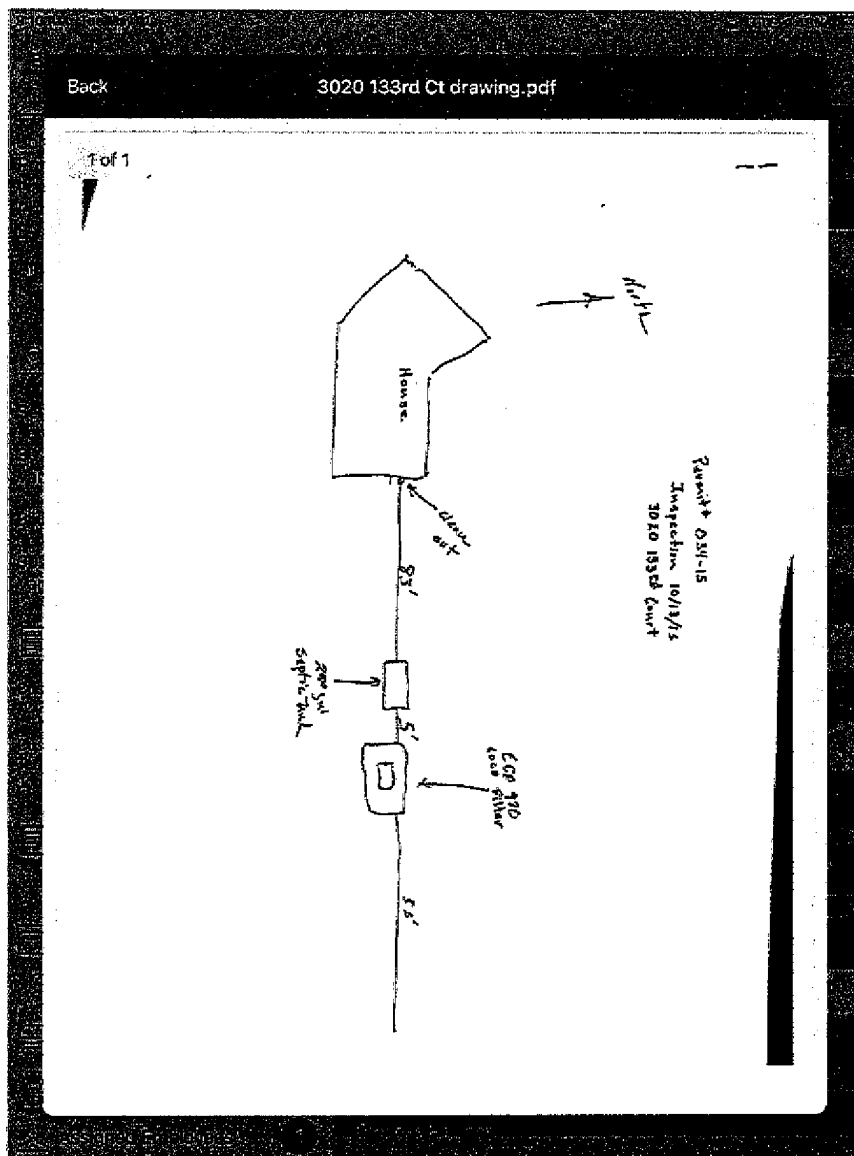 Back
3020 133rd Ct drawing.pdf
1 of 1
North
Permit# 034-15
Inspection 10/13/15
3020 133rd Court
House
clean
out
83'
Septic Tank
5'
Filter